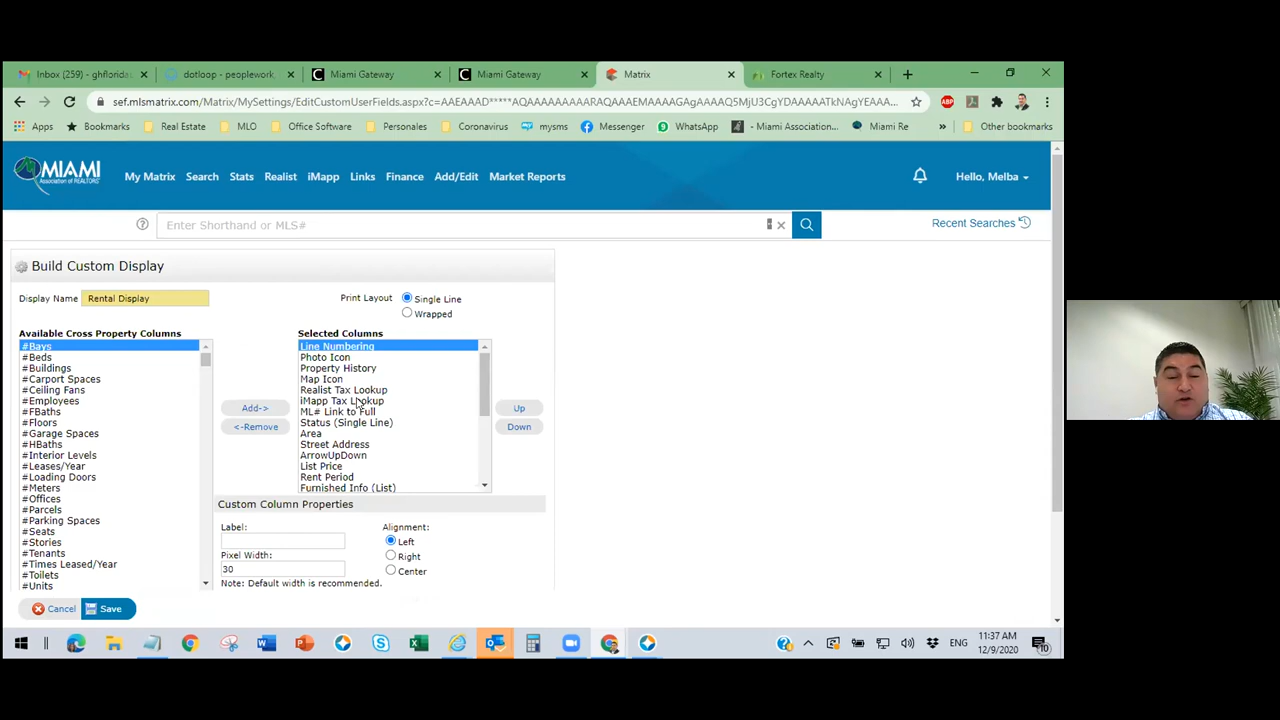 Inbox (259) - ghflorida
dotloop - peoplework
Miami Gateway
Miami Gateway
Matrix
Fortex Realty
sef.mlsmatrix.com/Matrix/MySettings/EditCustomUserFields.aspx?c=AAEAAAD*****AQAAAAAAAAARAQAAAEMAAAAGAgAAAAQ5MjU3CgYDAAAAATkNAgYEAAA...
ABP
Apps
Bookmarks
Real Estate
MLO
Office Software
Personales
Coronavirus
mysms
Messenger
WhatsApp
- Miami Association...
Miami Re
»
Other bookmarks
MIAMI
ASSOCIATION OF REALTORS
My Matrix
Search
Stats
Realist
iMapp
Links
Finance
Add/Edit
Market Reports
Hello, Melba
Enter Shorthand or MLS#
Recent Searches
Build Custom Display
Display Name
Rental Display
Print Layout
Single Line
Wrapped
Available Cross Property Columns
#Bays
#Beds
#Buildings
#Carport Spaces
#Ceiling Fans
#Employees
#FBaths
#Floors
#Garage Spaces
#HBaths
#Interior Levels
#Leases/Year
#Loading Doors
#Meters
#Offices
#Parcels
#Parking Spaces
#Seats
#Stories
#Tenants
#Times Leased/Year
#Toilets
#Units
Add->
<-Remove
Selected Columns
Line Numbering
Photo Icon
Property History
Map Icon
Realist Tax Lookup
iMapp Tax Lookup
ML# Link to Full
Status (Single Line)
Area
Street Address
ArrowUpDown
List Price
Rent Period
Furnished Info (List)
Up
Down
Custom Column Properties
Label:
Alignment:
Left
Right
Center
Pixel Width:
30
Note: Default width is recommended.
Cancel
Save
ENG
11:37 AM
12/9/2020
10